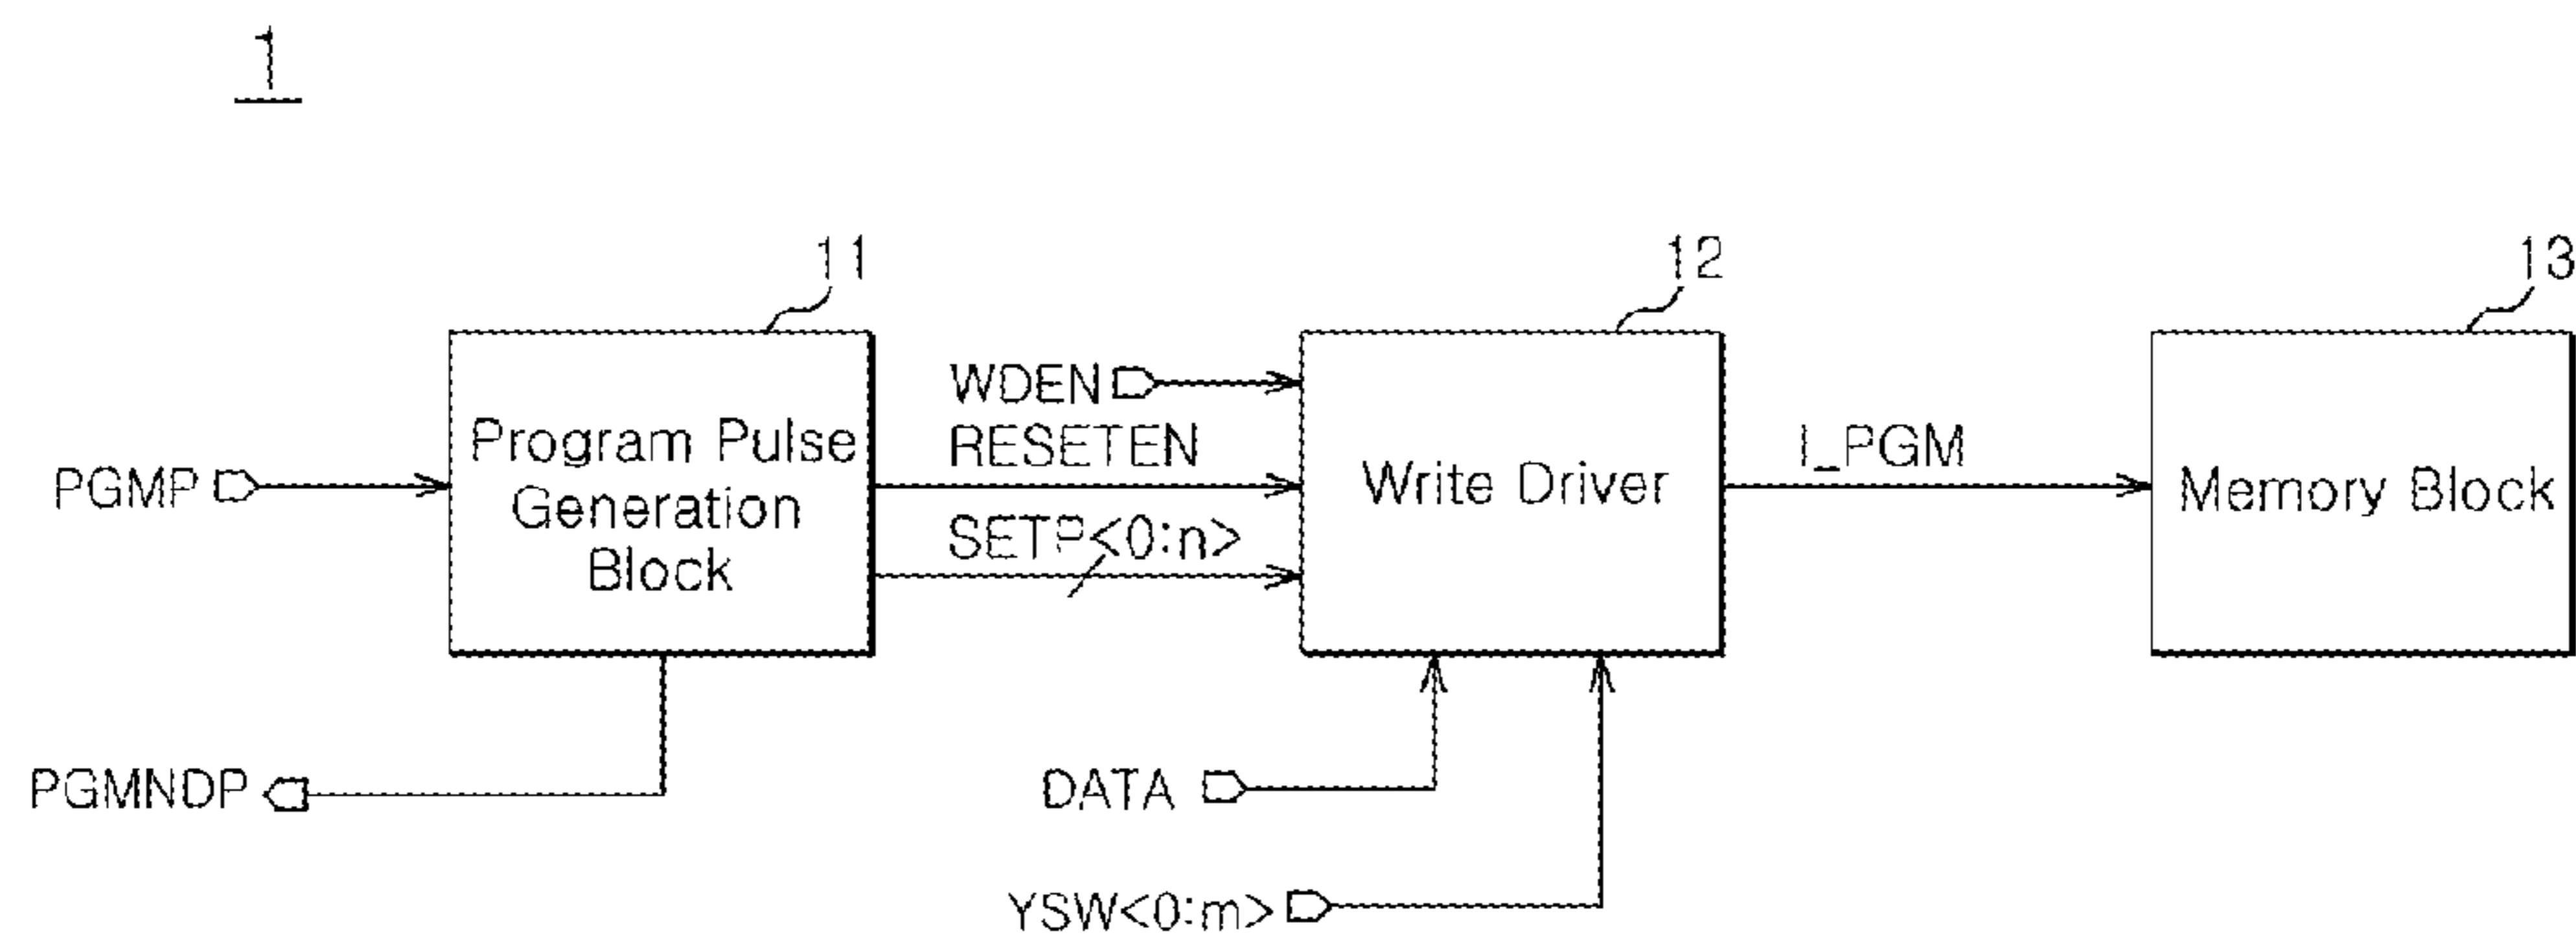 1
11
12
13
WDEN
RESETEN
SETP<0:n>
PGMP
Program Pulse
Generation
Block
Write Driver
I_PGM
Memory Block
PGMNDP
DATA
YSW<0:m>